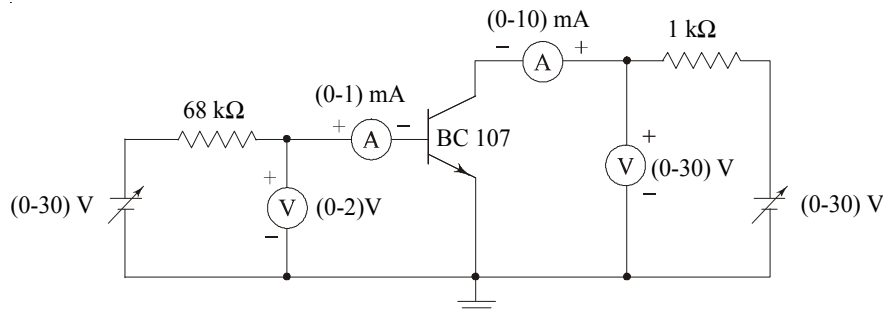 (0-10) mA
1 kΩ
− A +
(0-1) mA
68 kΩ
+ A −
BC 107
+
V
−
(0-30) V
(0-30) V
+
V
−
(0-2)V
(0-30) V